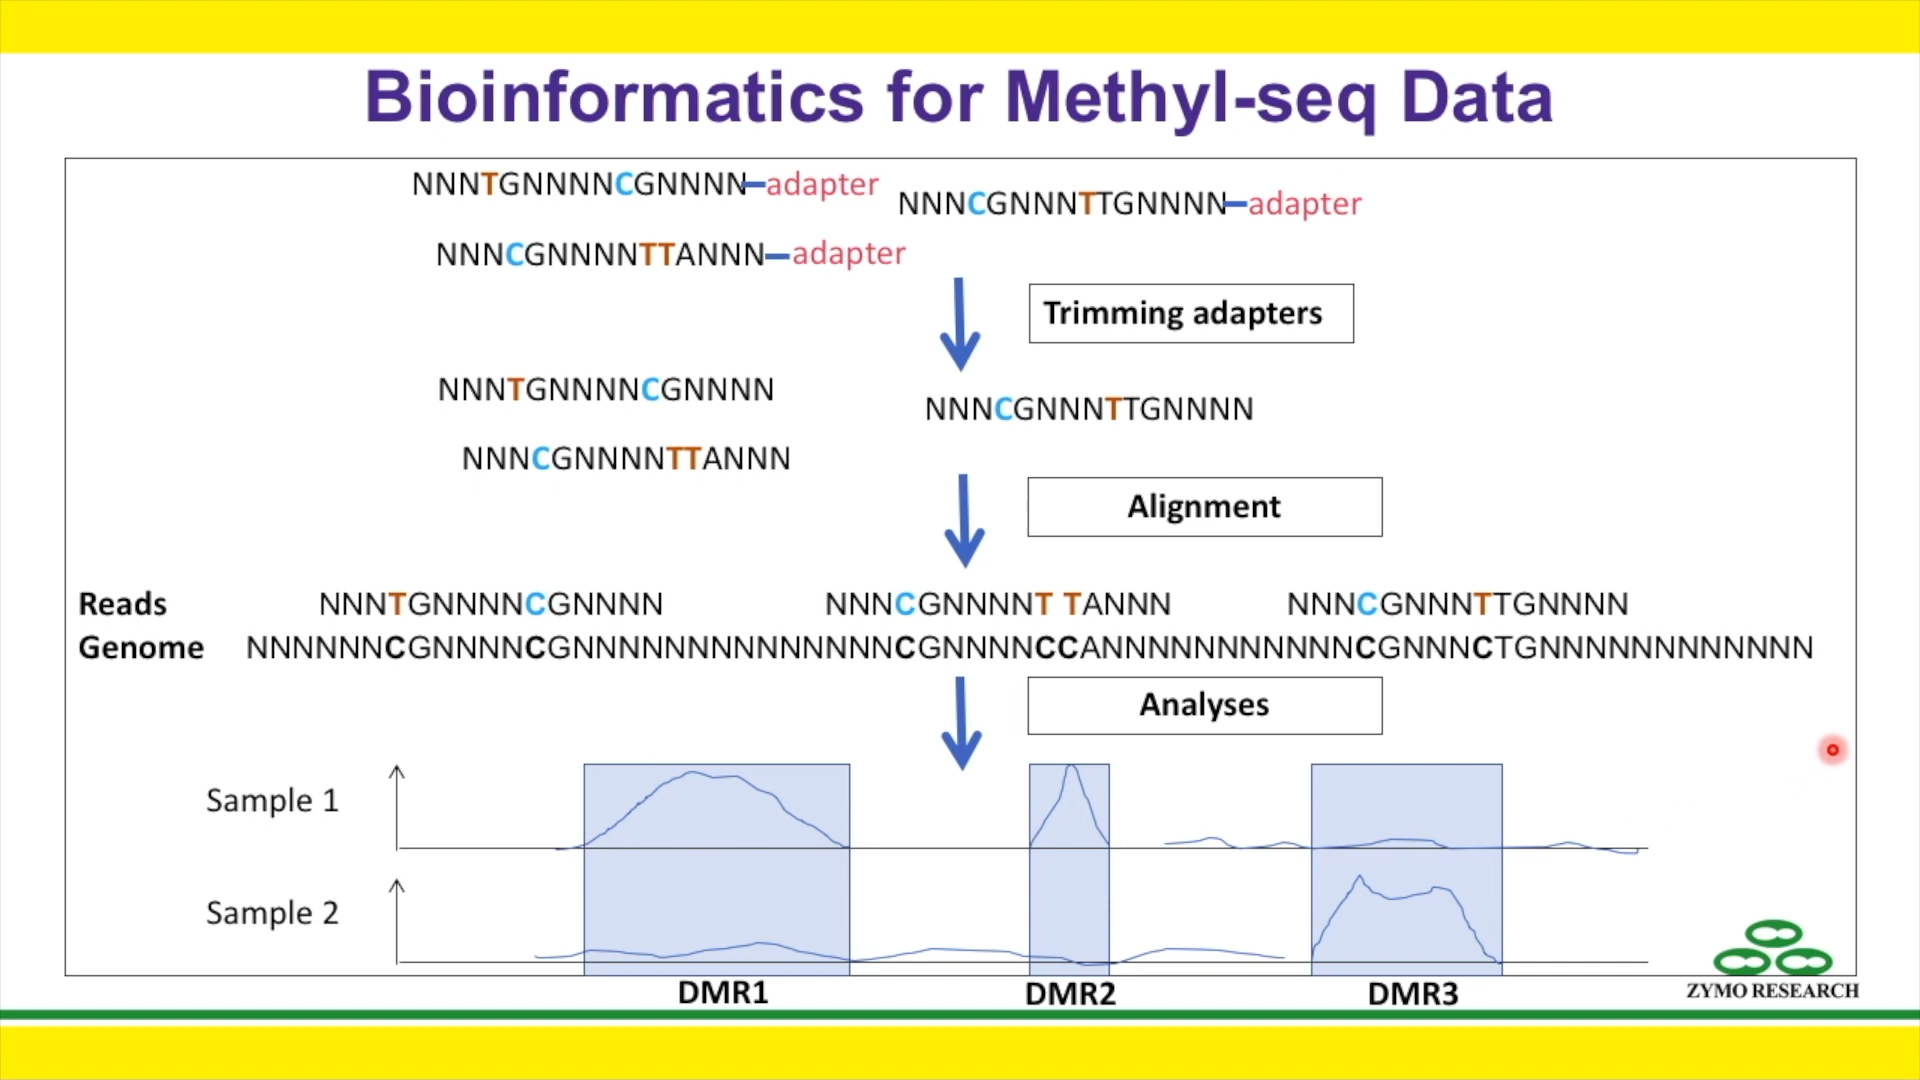 Bioinformatics for Methyl-seq Data
NNNTGNNNNCGNNNN adapter
NNNCGNNNTTGNNNN adapter
NNNCGNNNNTTANNN adapter
Trimming adapters
NNNTGNNNNCGNNNN
NNNCGNNNTTGNNNN
NNNCGNNNNTTANNN
Alignment
Reads NNNTGNNNNCGNNNN NNNCGNNNNT TANNN NNNCGNNNTTGNNNN
Genome NNNNNNCGNNNNCGNNNNNNNNNNNNNNCGNNNNCCANNNNNNNNNNNCGNNNCTGNNNNNNNNNNNN
Analyses
Sample 1
Sample 2
DMR1 DMR2 DMR3
ZYMO RESEARCH